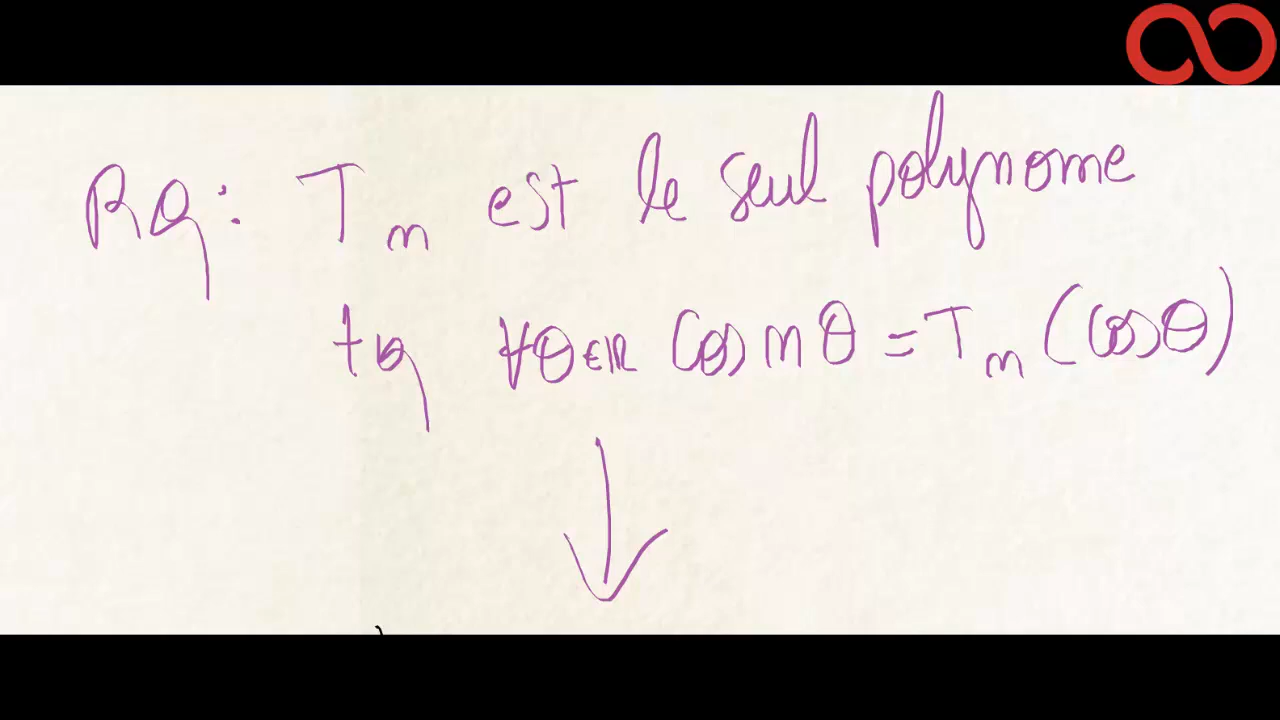 Rq : Tn est le seul polynome
tq ∀θ∈ℝ Cos nθ = Tn (cosθ)